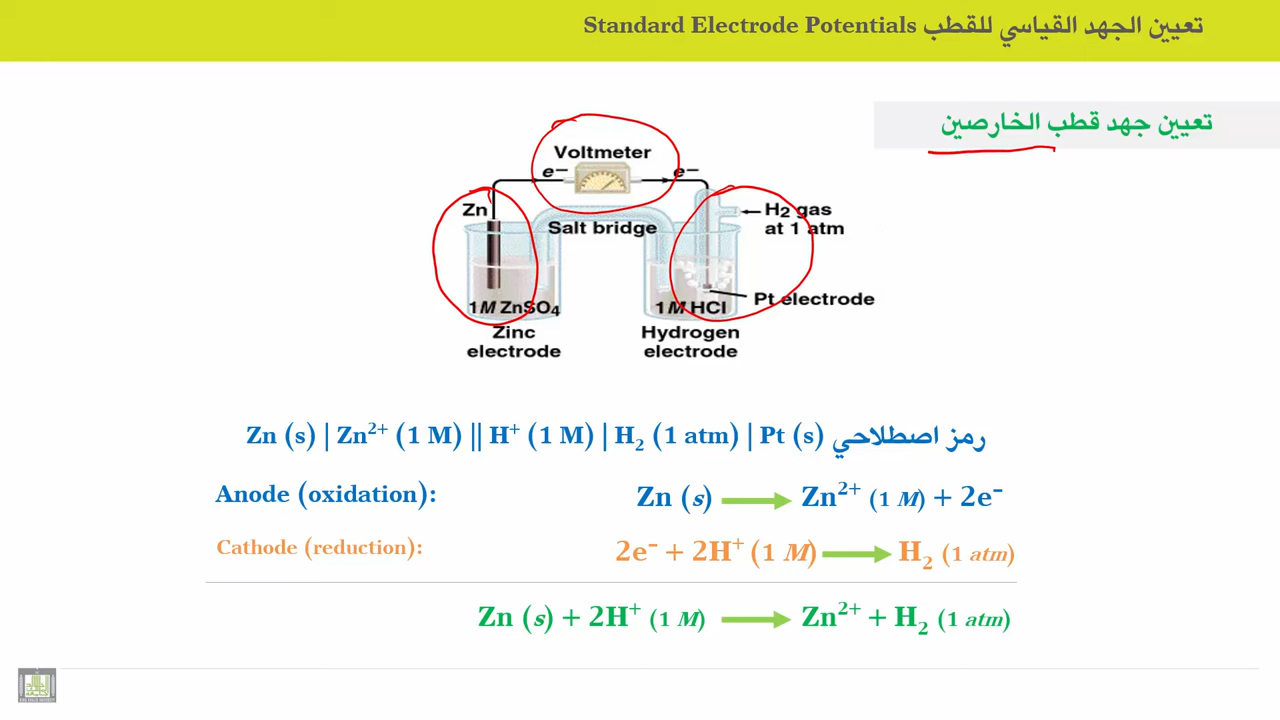 تعيين الجهد القياسي للقطب Standard Electrode Potentials
تعيين جهد قطب الخارصين
Voltmeter
e– e–
Zn
Salt bridge
H2 gas
at 1 atm
Pt electrode
1M ZnSO4
1M HCl
Zinc
electrode
Hydrogen
electrode
رمز اصطلاحي Zn (s) | Zn²⁺ (1 M) || H⁺ (1 M) | H₂ (1 atm) | Pt (s)
Anode (oxidation): Zn (s) → Zn²⁺ (1 M) + 2e⁻
Cathode (reduction): 2e⁻ + 2H⁺ (1 M) → H₂ (1 atm)
Zn (s) + 2H⁺ (1 M) → Zn²⁺ + H₂ (1 atm)